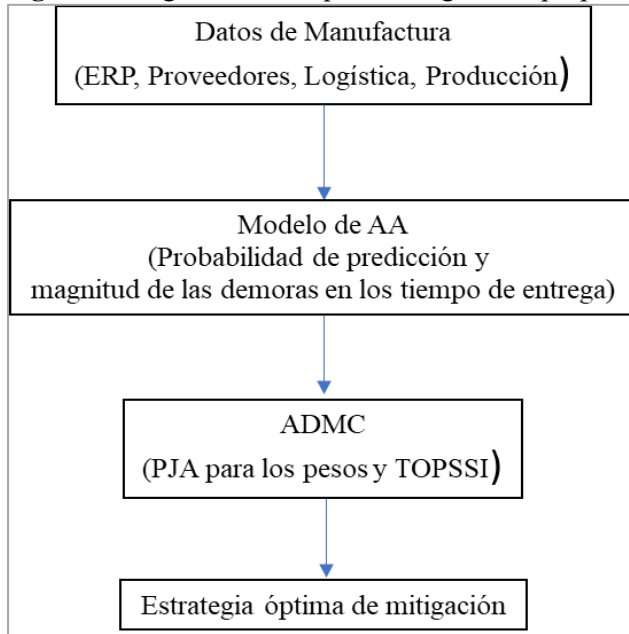 Datos de Manufactura
(ERP, Proveedores, Logística, Producción)
Modelo de AA
(Probabilidad de predicción y
magnitud de las demoras en los tiempo de entrega)
ADMC
(PJA para los pesos y TOPSSI)
Estrategia óptima de mitigación